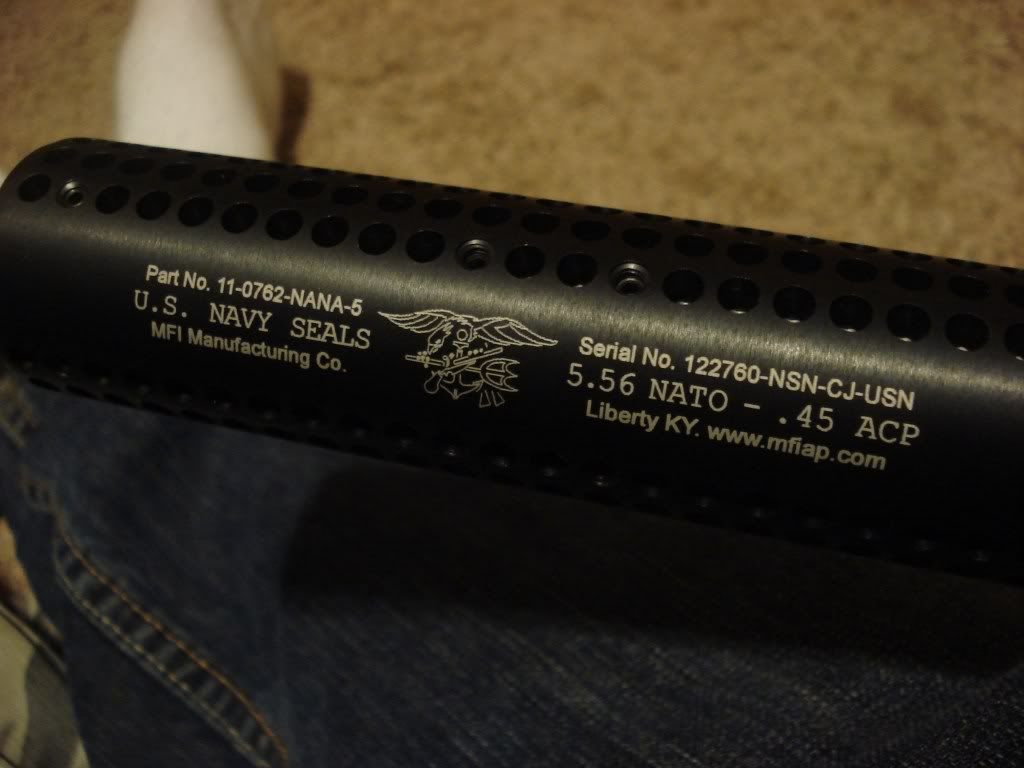 Part No. 11-0762-NANA-5
U.S. NAVY SEALS
MFI Manufacturing Co.
Serial No. 122760-NSN-CJ-USN
5.56 NATO - .45 ACP
Liberty KY. www.mfiap.com